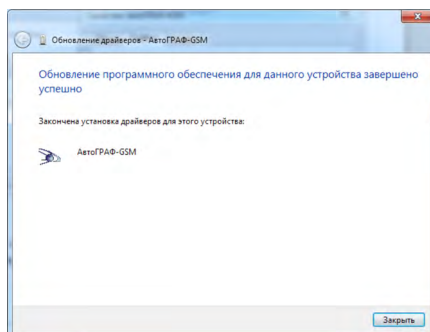 Обновление драйверов - АвтоГРАФ-GSM
Обновление программного обеспечения для данного устройства завершено
успешно
Закончена установка драйверов для этого устройства:
АвтоГРАФ-GSM
Закрыть